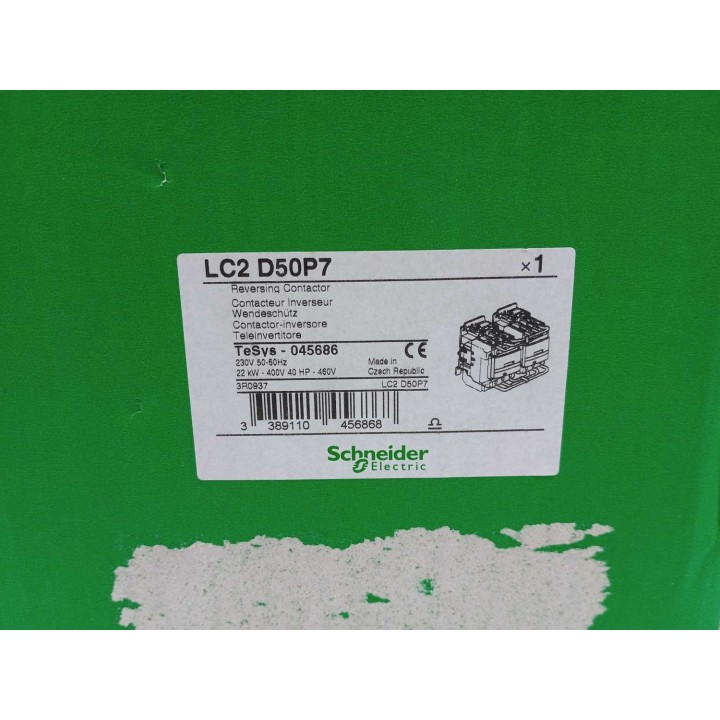 LC2 D50P7 x1
Reversing Contactor
Contacteur Inverseur
Wendeschütz
Contactor-inversore
Teleinvertitore
TeSys - 045686 CE
230V 50-60Hz Made in
22 kW - 400V 40 HP - 460V Czech Republic
3R0937 LC2 D50P7
3 389110 456868
Schneider
Electric